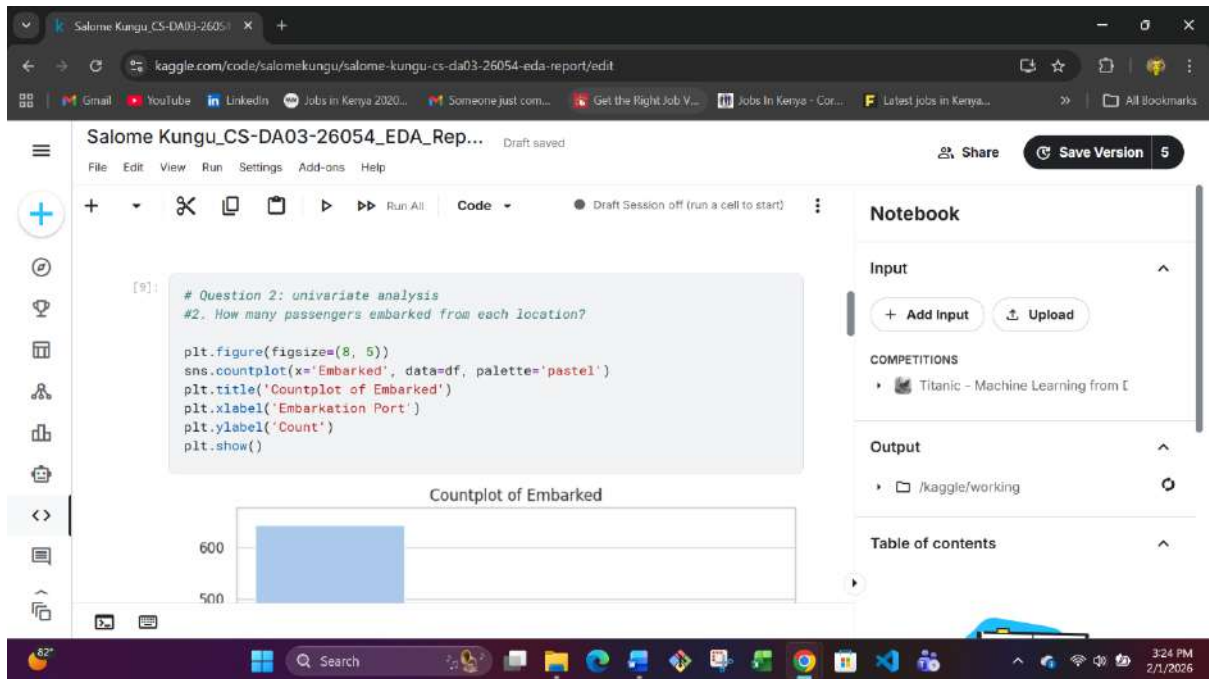 Salome Kungu_CS-DA03-2605
kaggle.com/code/salomekungu/salome-kungu-cs-da03-26054-eda-report/edit
Gmail YouTube LinkedIn Jobs in Kenya 2020... Someone just com... Get the Right Job V... Jobs In Kenya - Cor... Latest jobs in Kenya... » All Bookmarks
Salome Kungu_CS-DA03-26054_EDA_Rep... Draft saved
Share Save Version 5
File Edit View Run Settings Add-ons Help
Run All Code Draft Session off (run a cell to start)
Notebook
Input
+ Add Input Upload
COMPETITIONS
Titanic - Machine Learning from D
Output
/kaggle/working
Table of contents
[9]:
# Question 2: univariate analysis
#2. How many passengers embarked from each location?
plt.figure(figsize=(8, 5))
sns.countplot(x='Embarked', data=df, palette='pastel')
plt.title('Countplot of Embarked')
plt.xlabel('Embarkation Port')
plt.ylabel('Count')
plt.show()
Countplot of Embarked
600
500
82°
Search
3:24 PM
2/1/2026